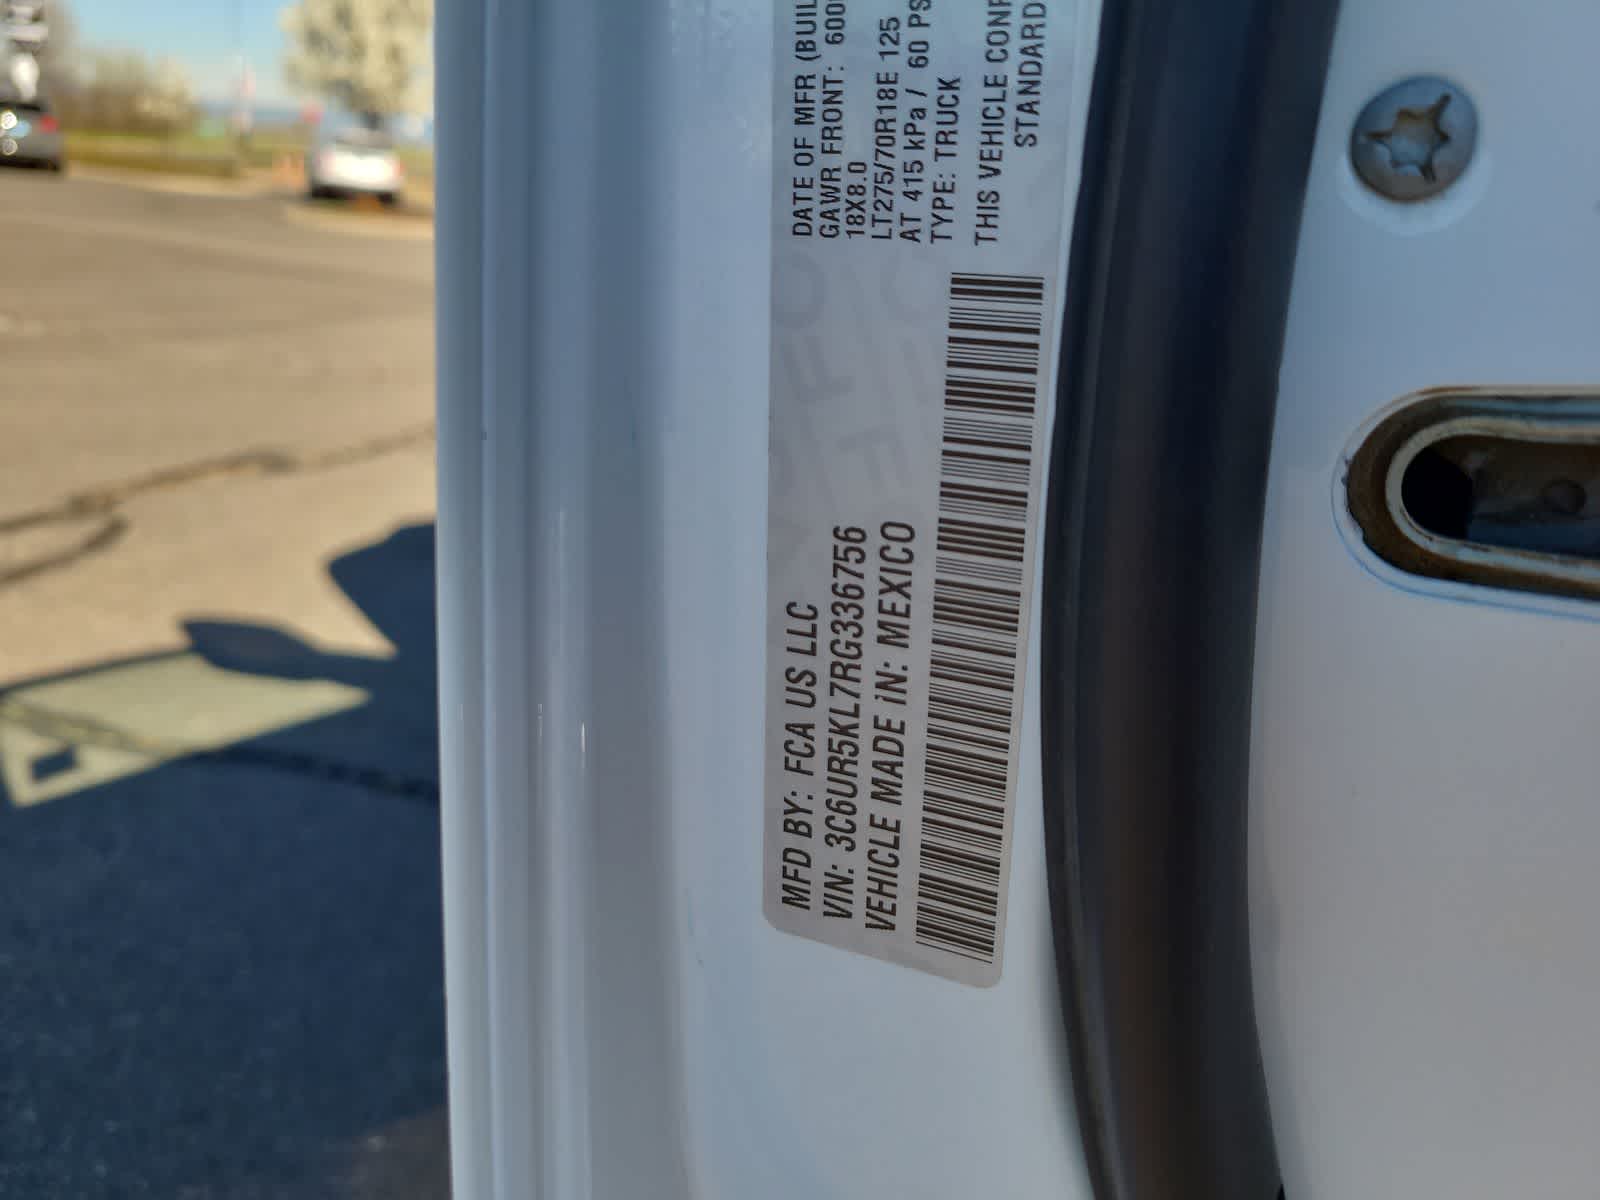 MFD BY: FCA US LLC
VIN: 3C6UR5KL7RG336756
VEHICLE MADE IN: MEXICO
DATE OF MFR (BUIL
GAWR FRONT: 600
18X8.0
LT275/70R18E 125
AT 415 kPa / 60 PS
TYPE: TRUCK
THIS VEHICLE CONF
STANDARD